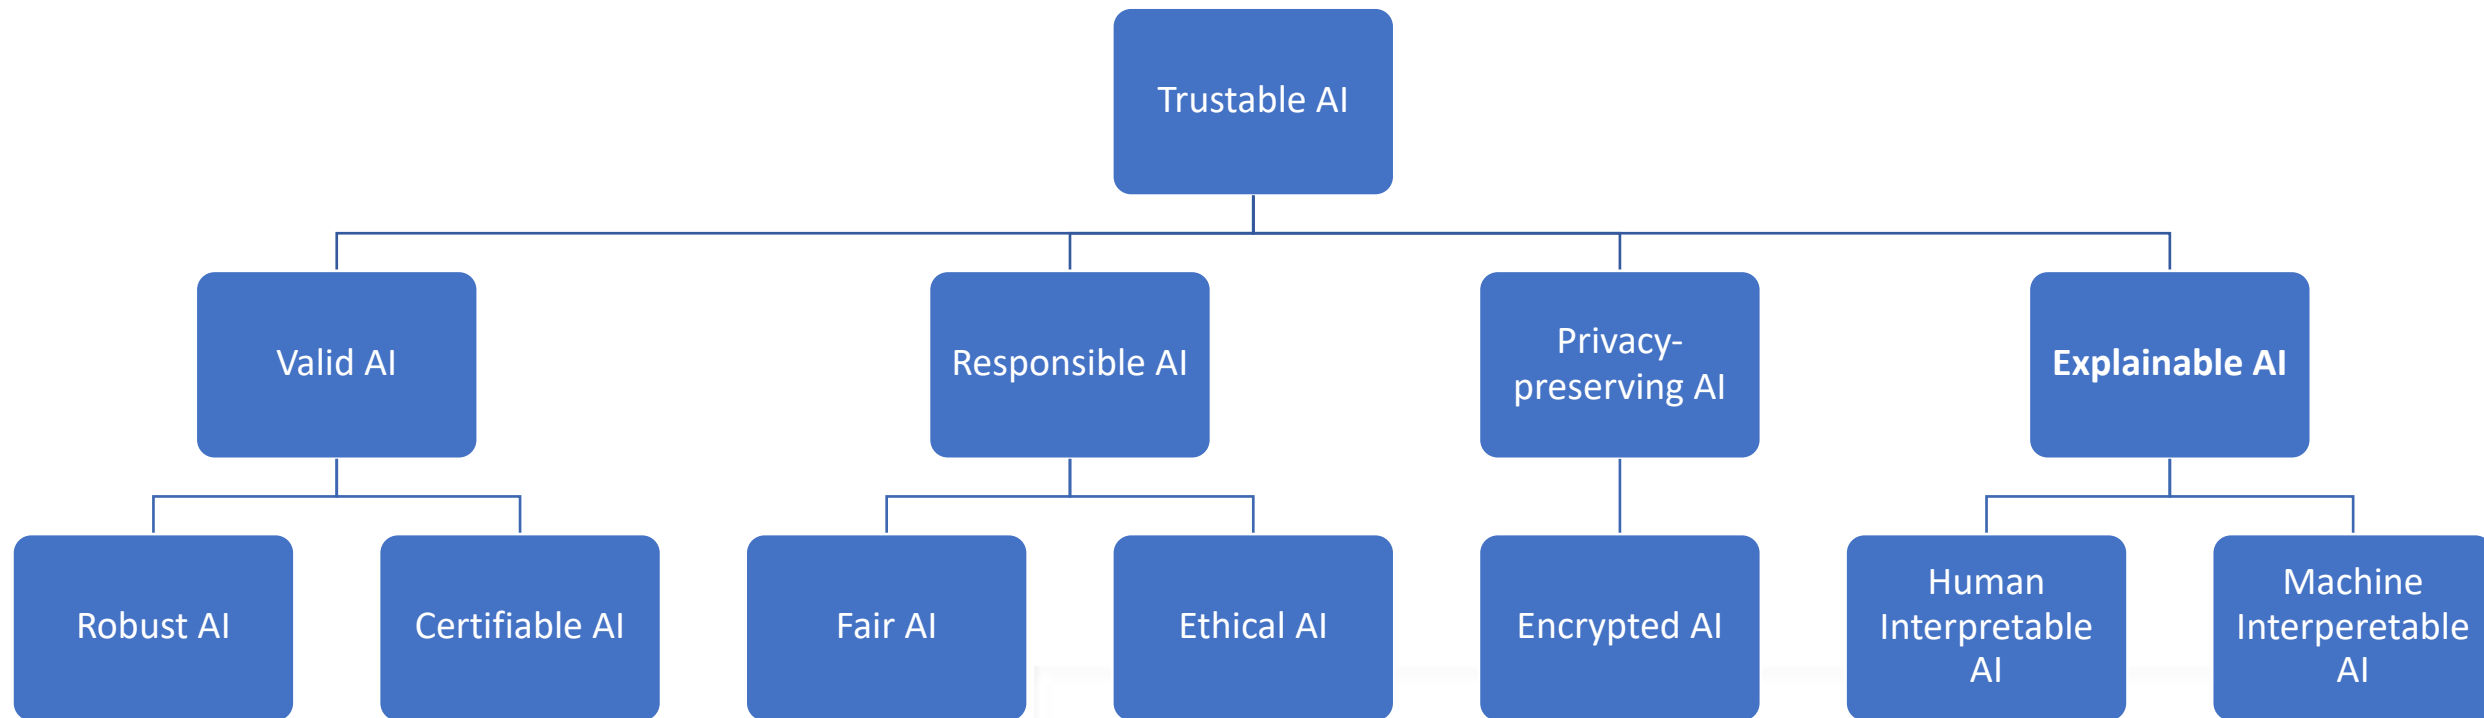 Trustable AI
Valid AI
Responsible AI
Privacy-
preserving AI
Explainable AI
Robust AI
Certifiable AI
Fair AI
Ethical AI
Encrypted AI
Human
Interpretable
AI
Machine
Interperetable
AI